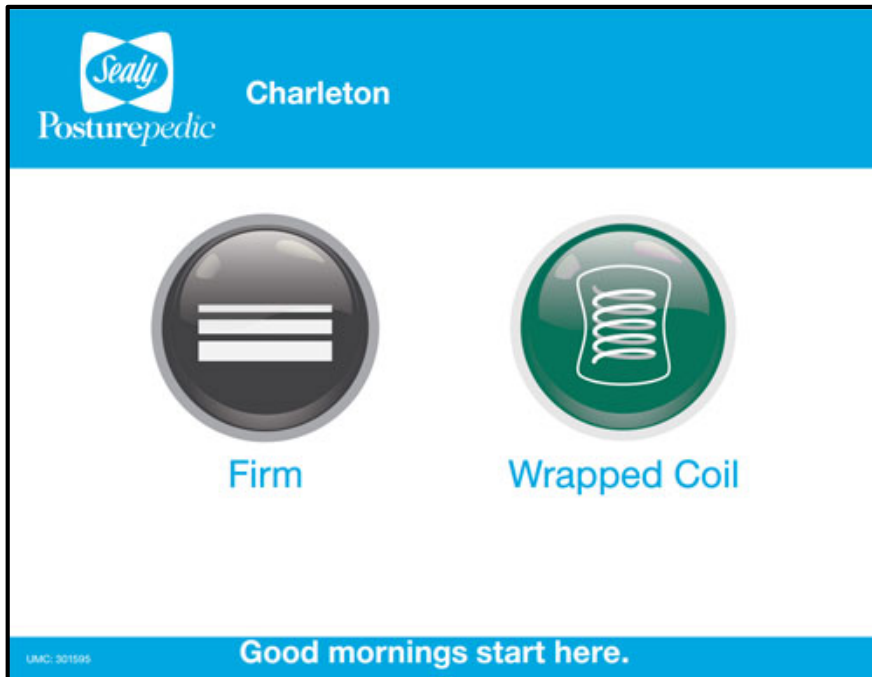 Sealy
Posturepedic
Charleton
Firm
Wrapped Coil
UMC: 301595
Good mornings start here.